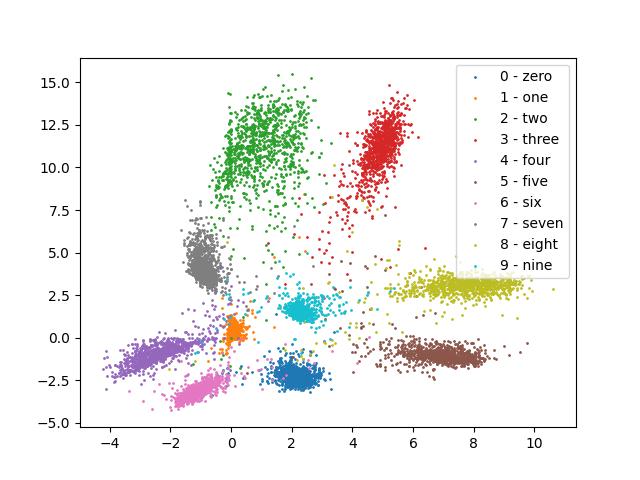 15.0
12.5
10.0
7.5
5.0
2.5
0.0
−2.5
−5.0
−4
−2
0
2
4
6
8
10
0 - zero
1 - one
2 - two
3 - three
4 - four
5 - five
6 - six
7 - seven
8 - eight
9 - nine